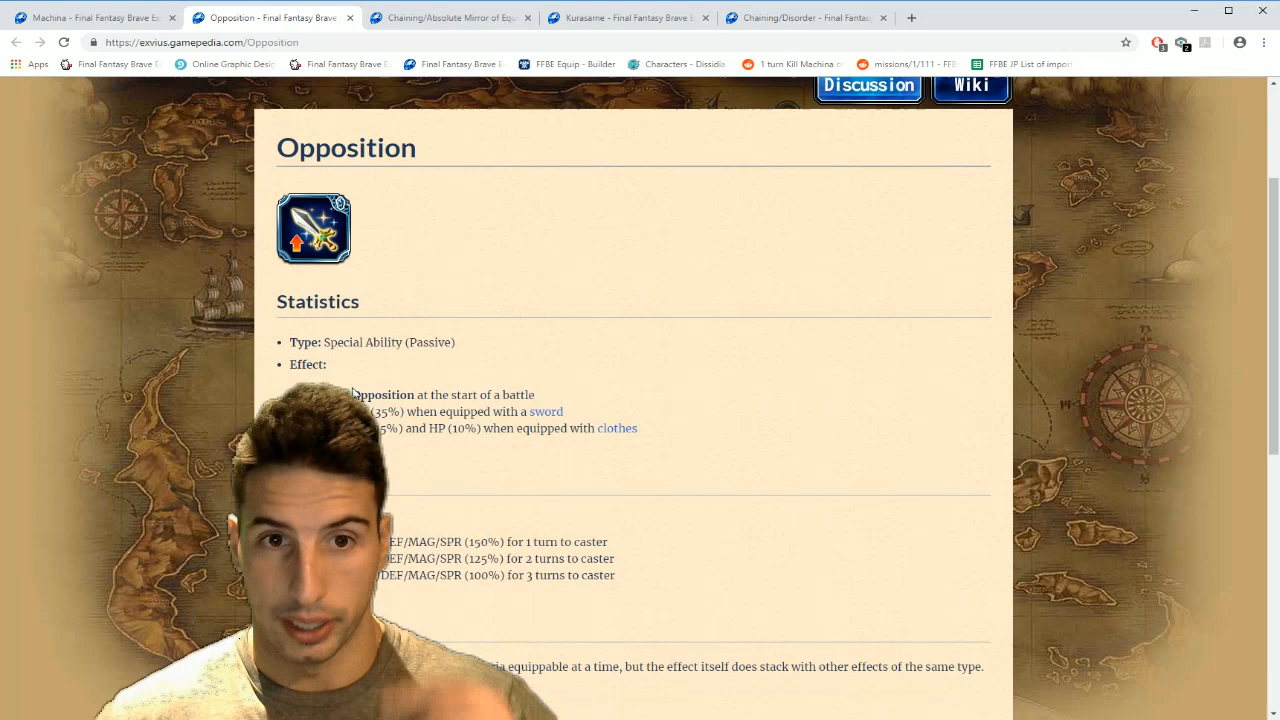 Machina - Final Fantasy Brave Ex
Opposition - Final Fantasy Brave
Chaining/Absolute Mirror of Equ
Kurasame - Final Fantasy Brave E
Chaining/Disorder - Final Fantas
https://exvius.gamepedia.com/Opposition
Apps
Final Fantasy Brave E
Online Graphic Desi
Final Fantasy Brave E
Final Fantasy Brave E
FFBE Equip - Builder
Characters - Dissidia
1 turn Kill Machina o
missions/1/111 - FFB
FFBE JP List of impor
Discussion
Wiki
Opposition
Statistics
Type: Special Ability (Passive)
Effect:
pposition at the start of a battle
(35%) when equipped with a sword
5%) and HP (10%) when equipped with clothes
EF/MAG/SPR (150%) for 1 turn to caster
DEF/MAG/SPR (125%) for 2 turns to caster
/DEF/MAG/SPR (100%) for 3 turns to caster
equippable at a time, but the effect itself does stack with other effects of the same type.